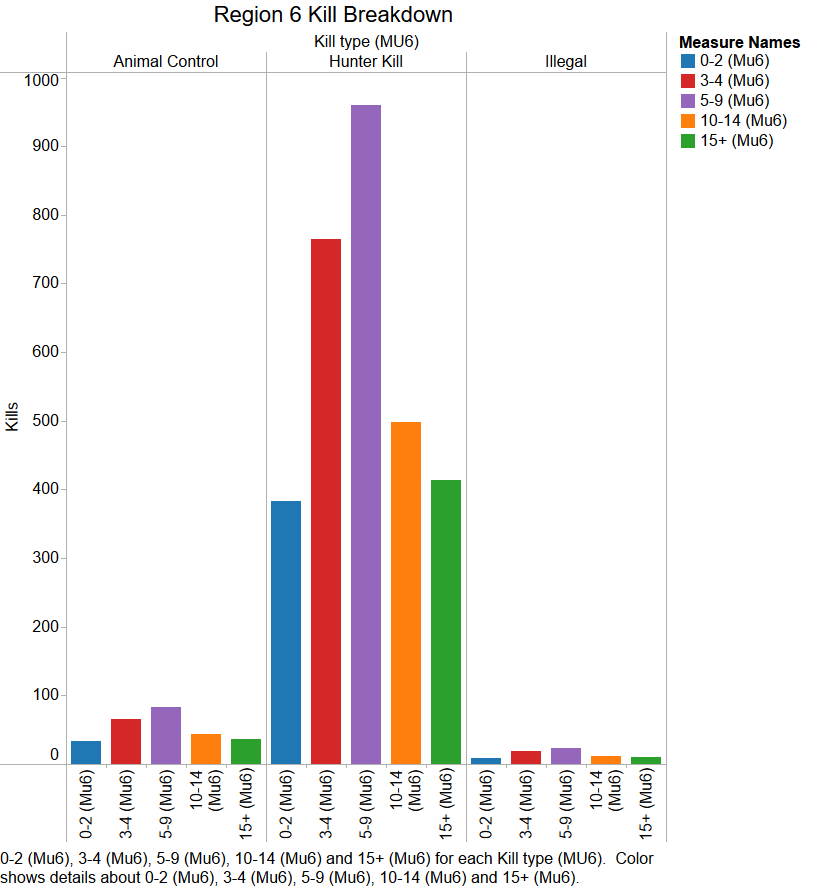 Region 6 Kill Breakdown
Kill type (MU6)
Animal Control Hunter Kill Illegal
Measure Names
0-2 (Mu6)
3-4 (Mu6)
5-9 (Mu6)
10-14 (Mu6)
15+ (Mu6)
Kills
1000
900
800
700
600
500
400
300
200
100
0
0-2 (Mu6)
3-4 (Mu6)
5-9 (Mu6)
10-14
(Mu6)
15+ (Mu6)
0-2 (Mu6)
3-4 (Mu6)
5-9 (Mu6)
10-14
(Mu6)
15+ (Mu6)
0-2 (Mu6)
3-4 (Mu6)
5-9 (Mu6)
10-14
(Mu6)
15+ (Mu6)
0-2 (Mu6), 3-4 (Mu6), 5-9 (Mu6), 10-14 (Mu6) and 15+ (Mu6) for each Kill type (MU6).  Color
shows details about 0-2 (Mu6), 3-4 (Mu6), 5-9 (Mu6), 10-14 (Mu6) and 15+ (Mu6).